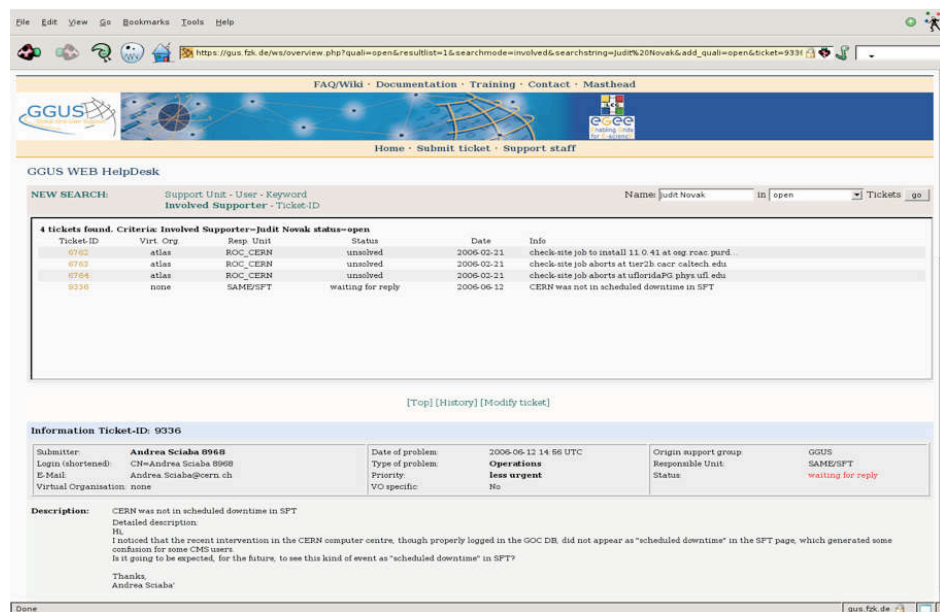 File Edit View Go Bookmarks Tools Help
https://gus.fzk.de/ws/overview.php?quali=open&resultlist=1&searchmode=involved&searchstring=Judit%20Novak&add_quali=open&ticket=933
FAQ/Wiki · Documentation · Training · Contact · Masthead
GGUS
LCG
egee
Enabling Grids
for E-sciencE
Home · Submit ticket · Support staff
GGUS WEB HelpDesk
NEW SEARCH: Support Unit - User - Keyword Name: Judit Novak in open Tickets go
Involved Supporter - Ticket-ID
4 tickets found. Criteria: Involved Supporter=Judit Novak status=open
Ticket-ID Virt. Org. Resp. Unit Status Date Info
6762 atlas ROC_CERN unsolved 2006-02-21 check-site job to install 11.0.41 at osg.rcac.purd...
6763 atlas ROC_CERN unsolved 2006-02-21 check-site job aborts at tier2b.cacr.caltech.edu
6764 atlas ROC_CERN unsolved 2006-02-21 check-site job aborts at ufloridaPG.phys.ufl.edu
9336 none SAME/SFT waiting for reply 2006-06-12 CERN was not in scheduled downtime in SFT
[Top] [History] [Modify ticket]
Information Ticket-ID: 9336
Submitter: Andrea Sciaba 8968 Date of problem: 2006-06-12 14:56 UTC Origin support group: GGUS
Login (shortened): CN=Andrea Sciaba 8968 Type of problem: Operations Responsible Unit: SAME/SFT
E-Mail: Andrea.Sciaba@cern.ch Priority: less urgent Status: waiting for reply
Virtual Organisation: none VO specific: No
Description: CERN was not in scheduled downtime in SFT
Detailed description:
Hi,
I noticed that the recent intervention in the CERN computer centre, though properly logged in the GOC DB, did not appear as "scheduled downtime" in the SFT page, which generated some
confusion for some CMS users.
Is it going to be expected, for the future, to see this kind of event as "scheduled downtime" in SFT?
Thanks,
Andrea Sciaba'
Done gus.fzk.de